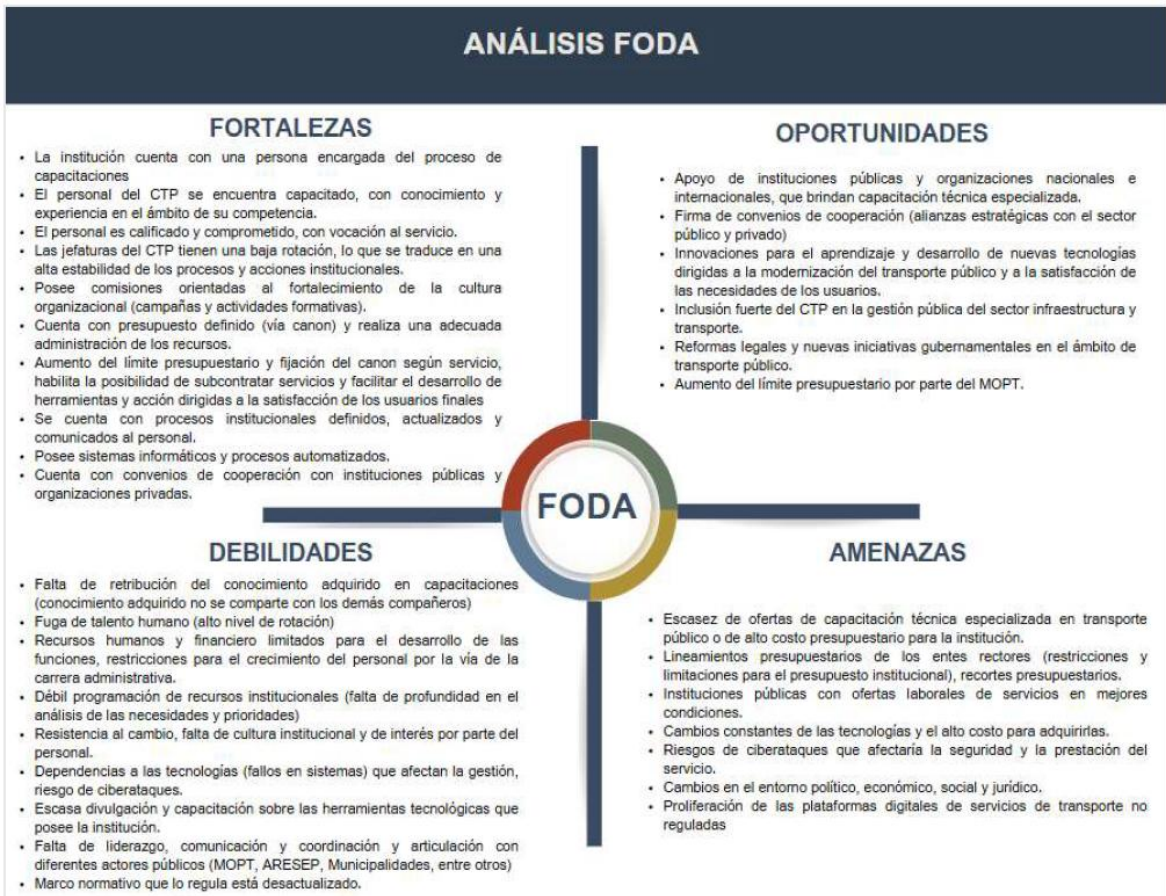 ANÁLISIS FODA
FORTALEZAS
• La institución cuenta con una persona encargada del proceso de
capacitaciones
• El personal del CTP se encuentra capacitado, con conocimiento y
experiencia en el ámbito de su competencia.
• El personal es calificado y comprometido, con vocación al servicio.
• Las jefaturas del CTP tienen una baja rotación, lo que se traduce en una
alta estabilidad de los procesos y acciones institucionales.
• Posee comisiones orientadas al fortalecimiento de la cultura
organizacional (campañas y actividades formativas).
• Cuenta con presupuesto definido (vía canon) y realiza una adecuada
administración de los recursos.
• Aumento del límite presupuestario y fijación del canon según servicio,
habilita la posibilidad de subcontratar servicios y facilitar el desarrollo de
herramientas y acción dirigidas a la satisfacción de los usuarios finales
• Se cuenta con procesos institucionales definidos, actualizados y
comunicados al personal.
• Posee sistemas informáticos y procesos automatizados.
• Cuenta con convenios de cooperación con instituciones públicas y
organizaciones privadas.
OPORTUNIDADES
• Apoyo de instituciones públicas y organizaciones nacionales e
internacionales, que brindan capacitación técnica especializada.
• Firma de convenios de cooperación (alianzas estratégicas con el sector
público y privado)
• Innovaciones para el aprendizaje y desarrollo de nuevas tecnologías
dirigidas a la modernización del transporte público y a la satisfacción de
las necesidades de los usuarios.
• Inclusión fuerte del CTP en la gestión pública del sector infraestructura y
transporte.
• Reformas legales y nuevas iniciativas gubernamentales en el ámbito de
transporte público.
• Aumento del límite presupuestario por parte del MOPT.
FODA
DEBILIDADES
• Falta de retribución del conocimiento adquirido en capacitaciones
(conocimiento adquirido no se comparte con los demás compañeros)
• Fuga de talento humano (alto nivel de rotación)
• Recursos humanos y financiero limitados para el desarrollo de las
funciones, restricciones para el crecimiento del personal por la vía de la
carrera administrativa.
• Débil programación de recursos institucionales (falta de profundidad en el
análisis de las necesidades y prioridades)
• Resistencia al cambio, falta de cultura institucional y de interés por parte del
personal.
• Dependencias a las tecnologías (fallos en sistemas) que afectan la gestión,
riesgo de ciberataques.
• Escasa divulgación y capacitación sobre las herramientas tecnológicas que
posee la institución.
• Falta de liderazgo, comunicación y coordinación y articulación con
diferentes actores públicos (MOPT, ARESEP, Municipalidades, entre otros)
• Marco normativo que lo regula está desactualizado.
AMENAZAS
• Escasez de ofertas de capacitación técnica especializada en transporte
público o de alto costo presupuestario para la institución.
• Lineamientos presupuestarios de los entes rectores (restricciones y
limitaciones para el presupuesto institucional), recortes presupuestarios.
• Instituciones públicas con ofertas laborales de servicios en mejores
condiciones.
• Cambios constantes de las tecnologías y el alto costo para adquirirlas.
• Riesgos de ciberataques que afectaría la seguridad y la prestación del
servicio.
• Cambios en el entorno político, económico, social y jurídico.
• Proliferación de las plataformas digitales de servicios de transporte no
reguladas